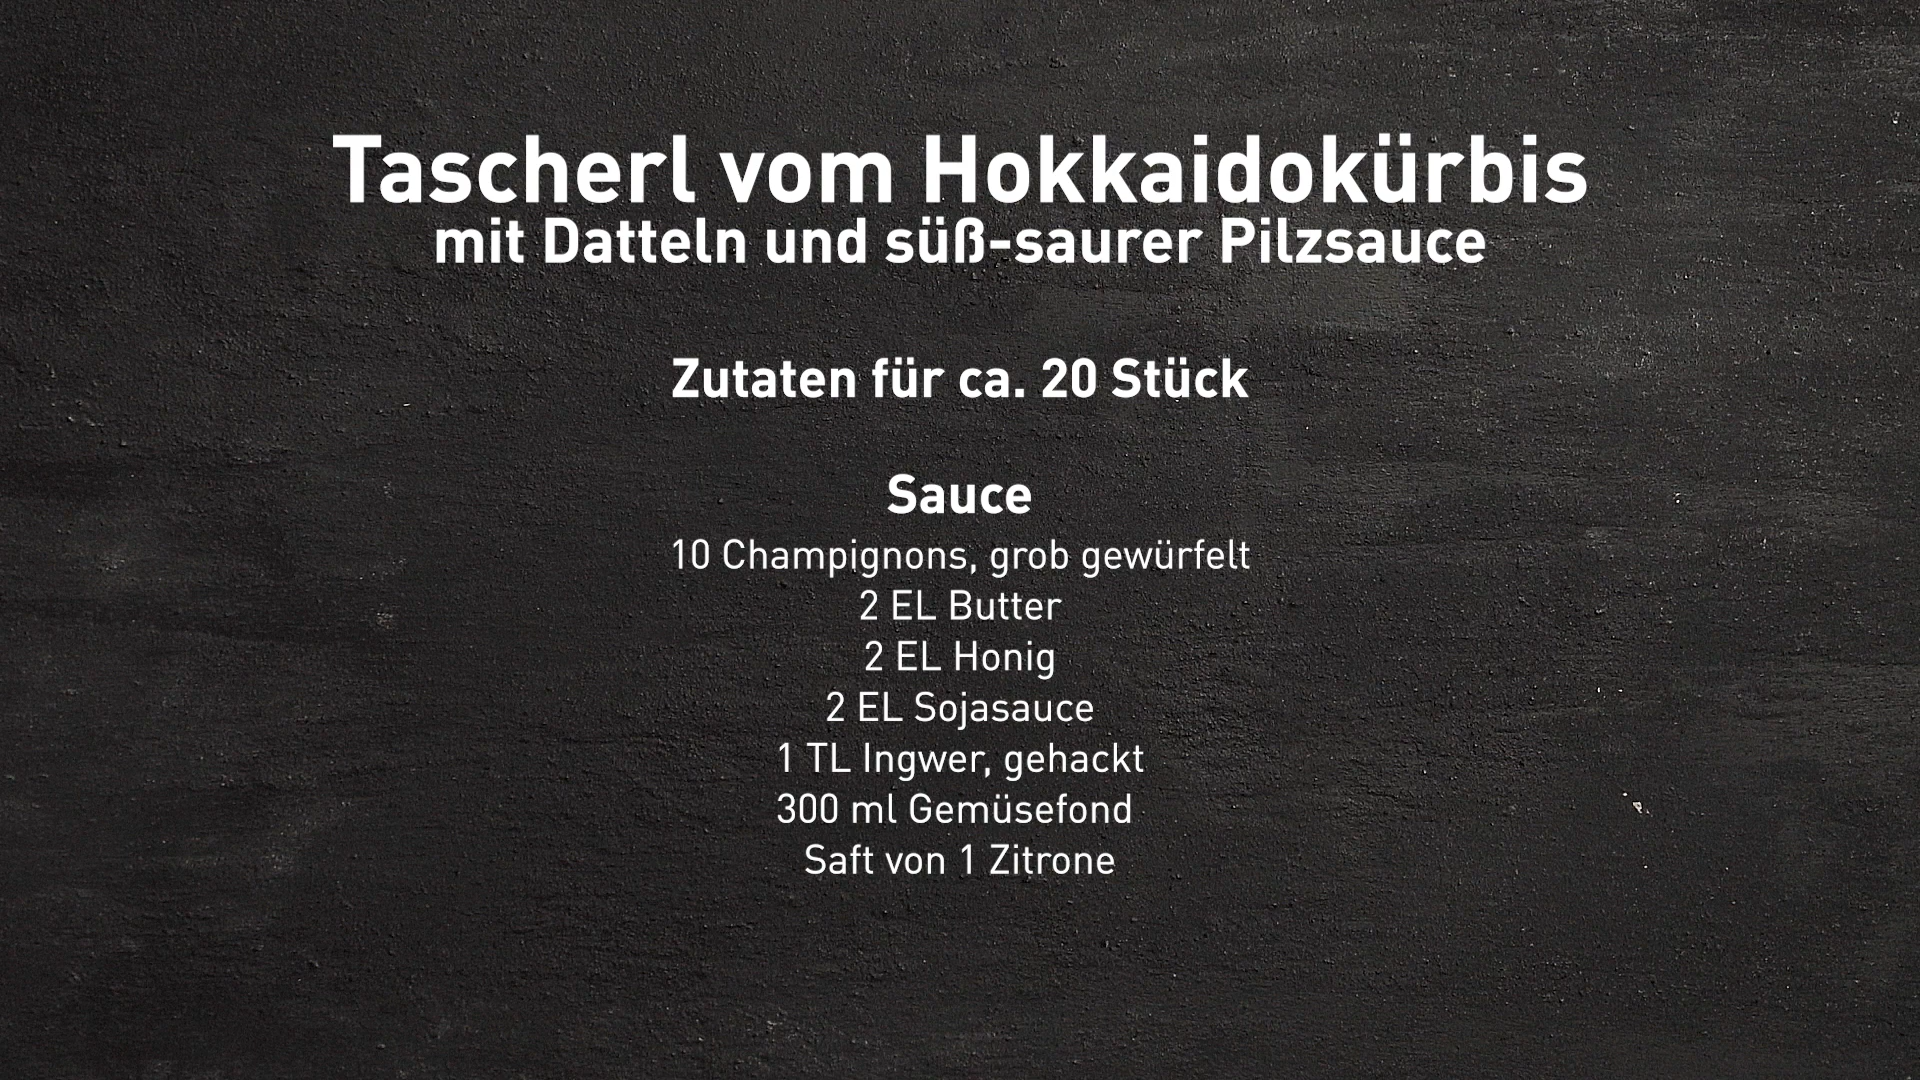 Tascherl vom Hokkaidokürbis
mit Datteln und süß-saurer Pilzsauce
Zutaten für ca. 20 Stück
Sauce
10 Champignons, grob gewürfelt
2 EL Butter
2 EL Honig
2 EL Sojasauce
1 TL Ingwer, gehackt
300 ml Gemüsefond
Saft von 1 Zitrone